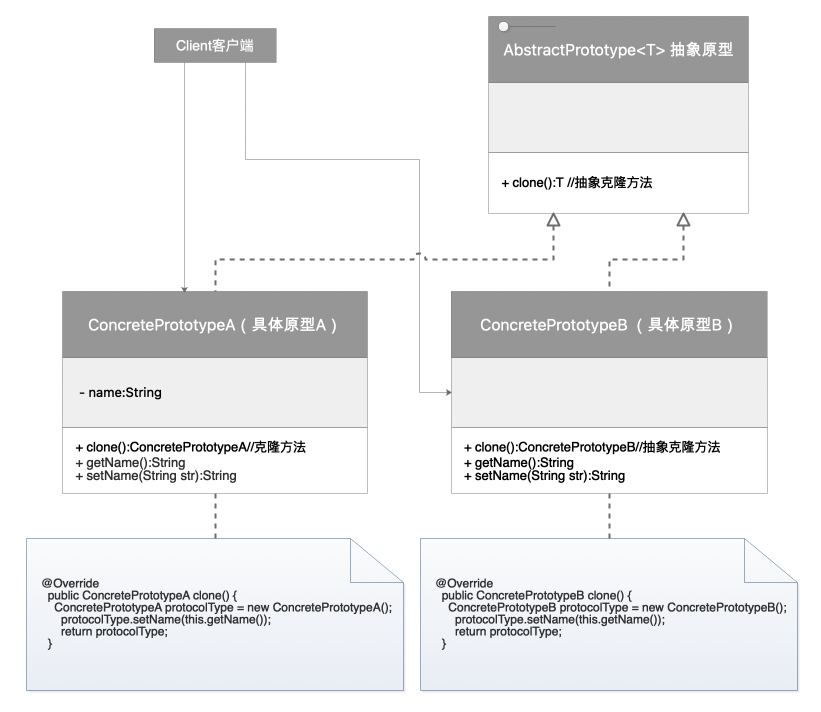 Client客户端
AbstractPrototype<T> 抽象原型
+ clone():T //抽象克隆方法
ConcretePrototypeA ( 具体原型A )
- name:String
+ clone():ConcretePrototypeA//克隆方法
+ getName():String
+ setName(String str):String
ConcretePrototypeB ( 具体原型B )
+ clone():ConcretePrototypeB//抽象克隆方法
+ getName():String
+ setName(String str):String
@Override
public ConcretePrototypeA clone() {
ConcretePrototypeA protocolType = new ConcretePrototypeA();
protocolType.setName(this.getName());
return protocolType;
}
@Override
public ConcretePrototypeB clone() {
ConcretePrototypeB protocolType = new ConcretePrototypeB();
protocolType.setName(this.getName());
return protocolType;
}